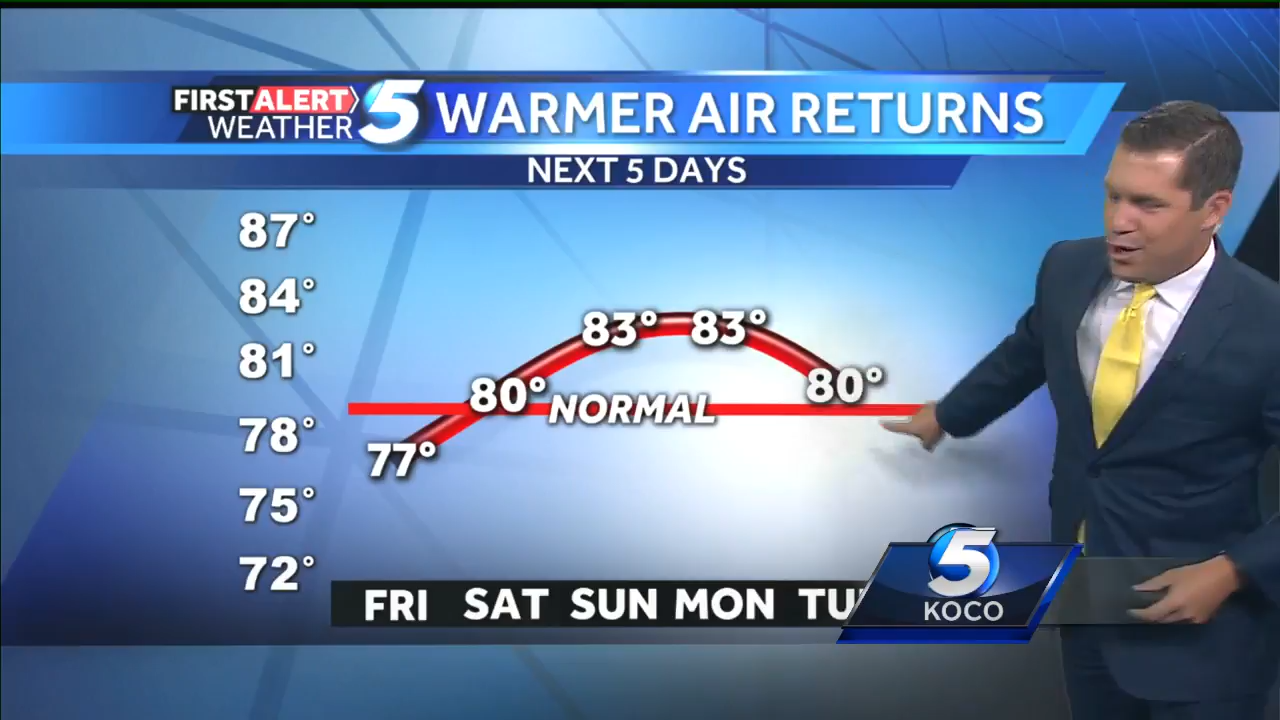 FIRST ALERT WEATHER 5 WARMER AIR RETURNS
NEXT 5 DAYS
87°
84°
81°
78°
75°
72°
77°
80°
83°
83°
80°
NORMAL
FRI SAT SUN MON TU
5
KOCO